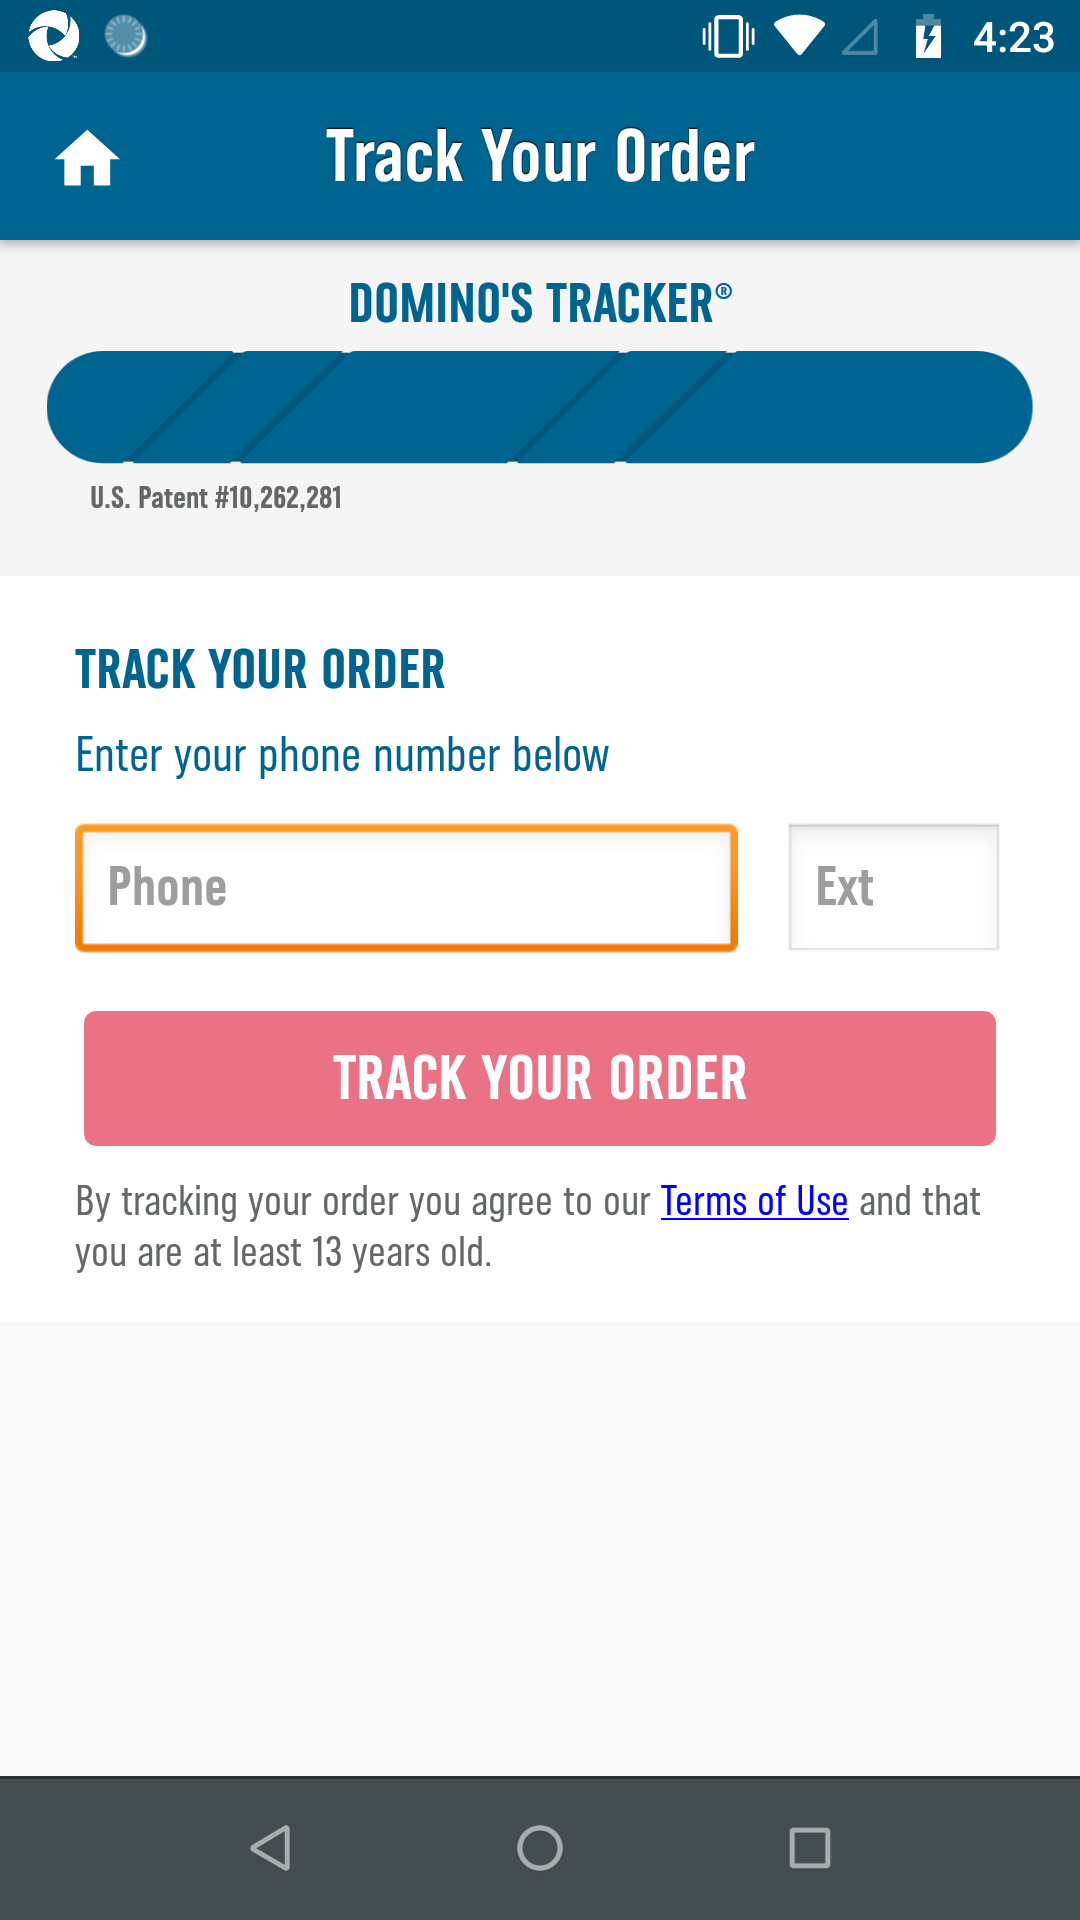 4:23
Track Your Order
DOMINO'S TRACKER®
U.S. Patent #10,262,281
TRACK YOUR ORDER
Enter your phone number below
Phone
Ext
TRACK YOUR ORDER
By tracking your order you agree to our Terms of Use and that
you are at least 13 years old.